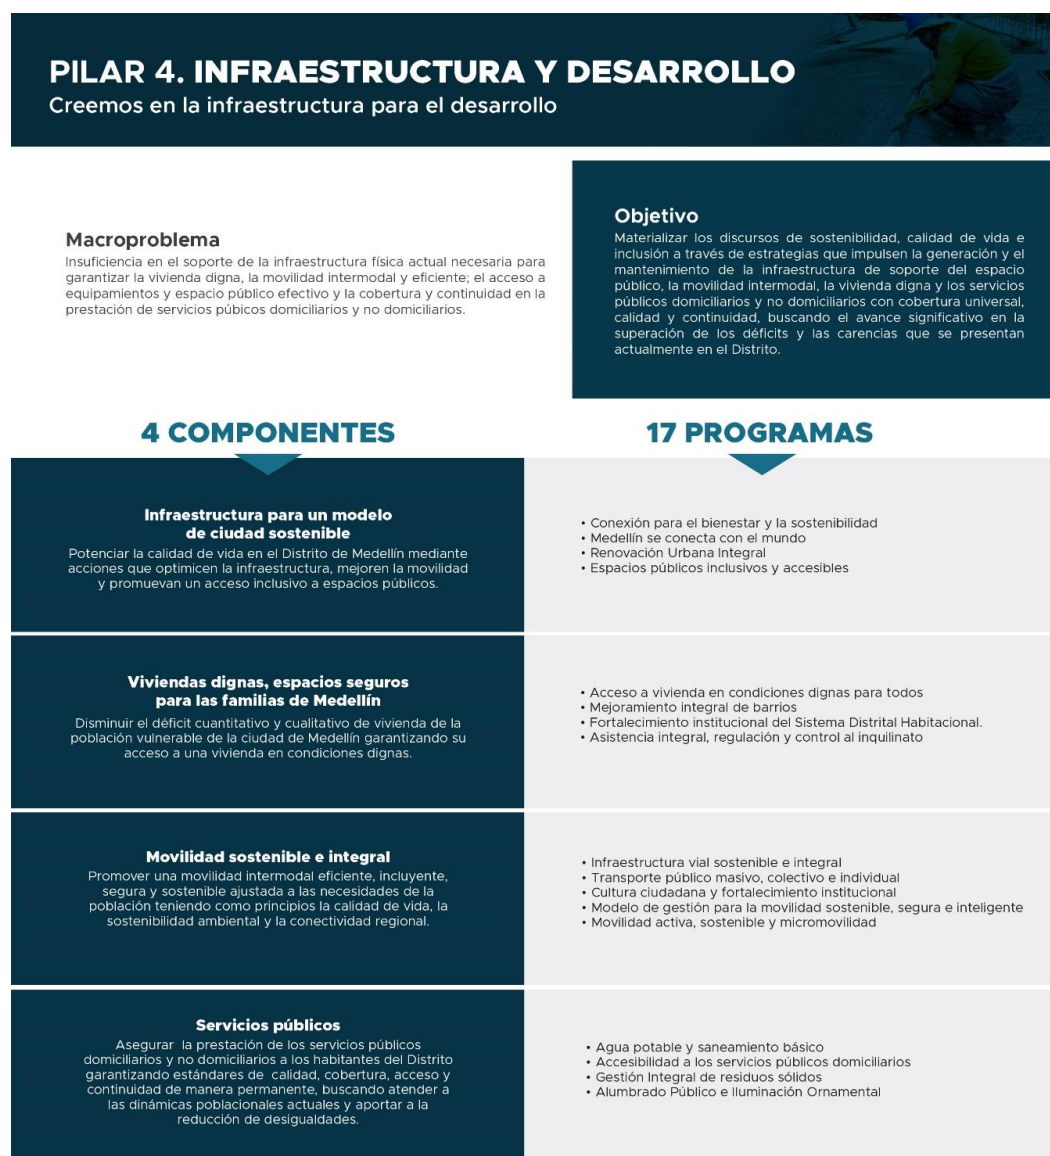 PILAR 4. INFRAESTRUCTURA Y DESARROLLO
Creemos en la infraestructura para el desarrollo
Macroproblema
Insuficiencia en el soporte de la infraestructura física actual necesaria para
garantizar la vivienda digna, la movilidad intermodal y eficiente; el acceso a
equipamientos y espacio público efectivo y la cobertura y continuidad en la
prestación de servicios púbicos domiciliarios y no domiciliarios.
Objetivo
Materializar los discursos de sostenibilidad, calidad de vida e
inclusión a través de estrategias que impulsen la generación y el
mantenimiento de la infraestructura de soporte del espacio
público, la movilidad intermodal, la vivienda digna y los servicios
públicos domiciliarios y no domiciliarios con cobertura universal,
calidad y continuidad, buscando el avance significativo en la
superación de los déficits y las carencias que se presentan
actualmente en el Distrito.
4 COMPONENTES
17 PROGRAMAS
Infraestructura para un modelo
de ciudad sostenible
Potenciar la calidad de vida en el Distrito de Medellín mediante
acciones que optimicen la infraestructura, mejoren la movilidad
y promuevan un acceso inclusivo a espacios públicos.
• Conexión para el bienestar y la sostenibilidad
• Medellín se conecta con el mundo
• Renovación Urbana Integral
• Espacios públicos inclusivos y accesibles
Viviendas dignas, espacios seguros
para las familias de Medellín
Disminuir el déficit cuantitativo y cualitativo de vivienda de la
población vulnerable de la ciudad de Medellín garantizando su
acceso a una vivienda en condiciones dignas.
• Acceso a vivienda en condiciones dignas para todos
• Mejoramiento integral de barrios
• Fortalecimiento institucional del Sistema Distrital Habitacional.
• Asistencia integral, regulación y control al inquilinato
Movilidad sostenible e integral
Promover una movilidad intermodal eficiente, incluyente,
segura y sostenible ajustada a las necesidades de la
población teniendo como principios la calidad de vida, la
sostenibilidad ambiental y la conectividad regional.
• Infraestructura vial sostenible e integral
• Transporte público masivo, colectivo e individual
• Cultura ciudadana y fortalecimiento institucional
• Modelo de gestión para la movilidad sostenible, segura e inteligente
• Movilidad activa, sostenible y micromovilidad
Servicios públicos
Asegurar la prestación de los servicios públicos
domiciliarios y no domiciliarios a los habitantes del Distrito
garantizando estándares de calidad, cobertura, acceso y
continuidad de manera permanente, buscando atender a
las dinámicas poblacionales actuales y aportar a la
reducción de desigualdades.
• Agua potable y saneamiento básico
• Accesibilidad a los servicios públicos domiciliarios
• Gestión Integral de residuos sólidos
• Alumbrado Público e Iluminación Ornamental